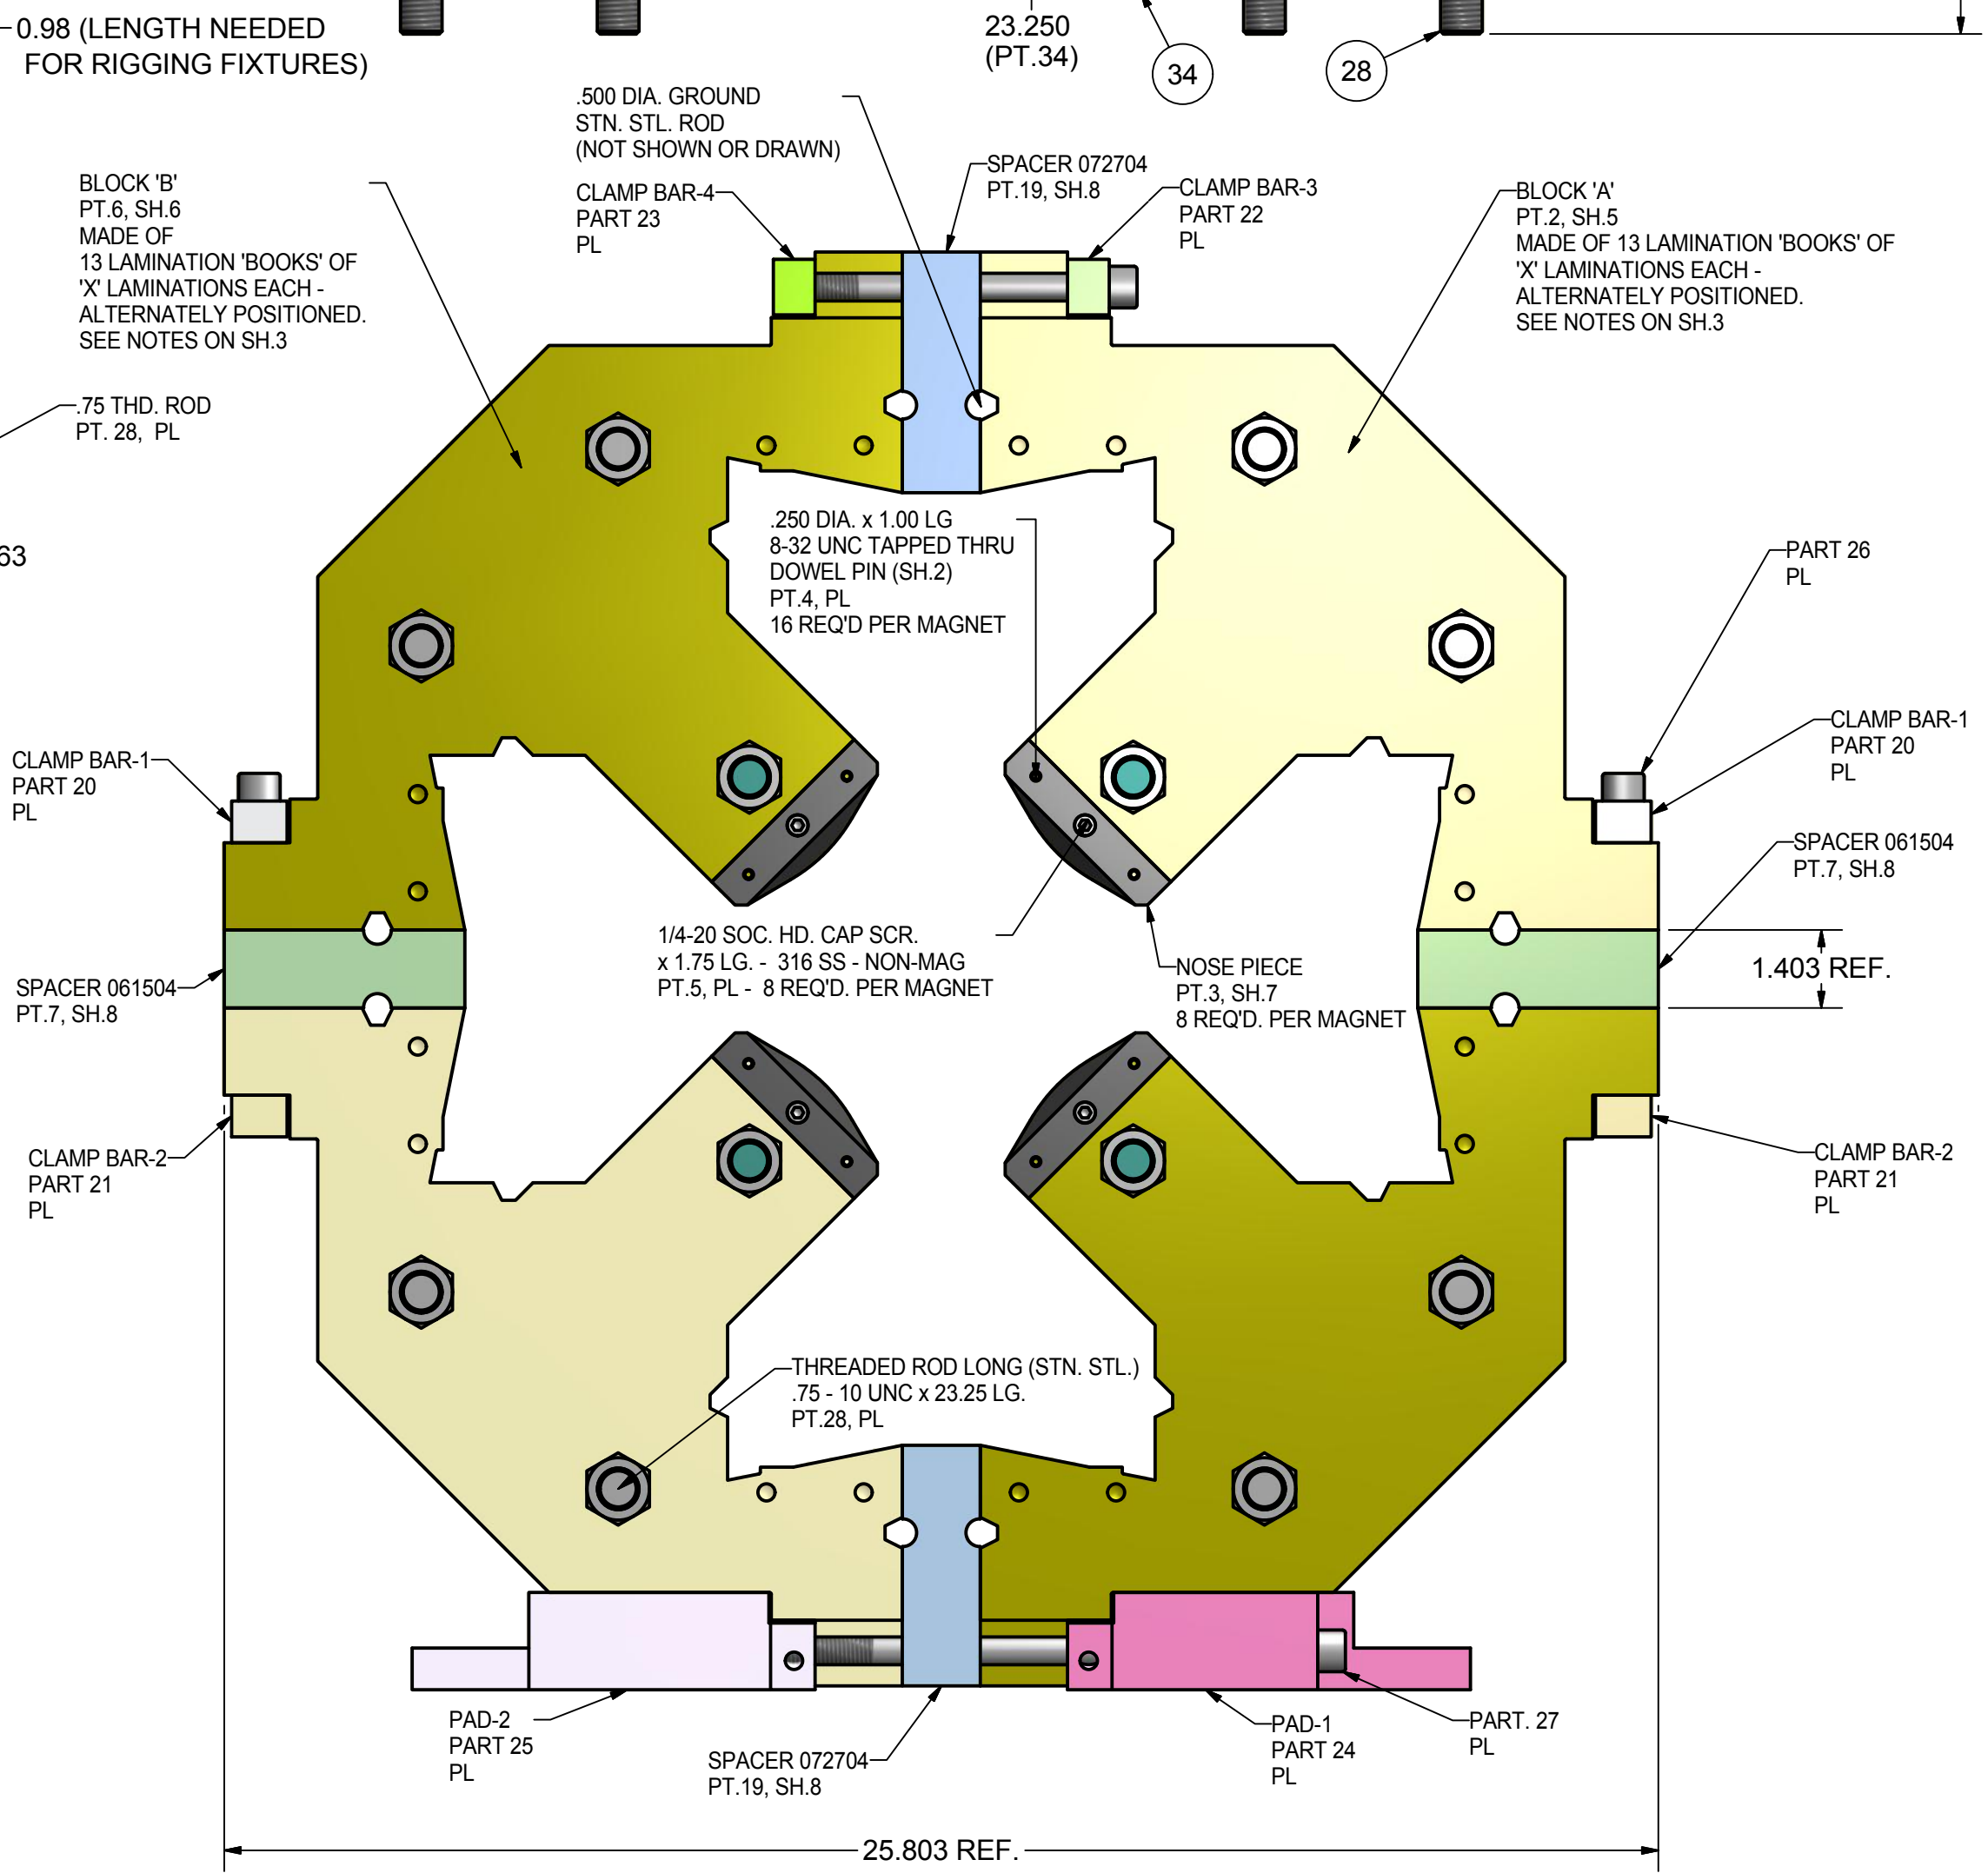 0.98 (LENGTH NEEDED
FOR RIGGING FIXTURES)
23.250
(PT.34)
34
28
.500 DIA. GROUND
STN. STL. ROD
(NOT SHOWN OR DRAWN)
BLOCK 'B'
PT.6, SH.6
MADE OF
13 LAMINATION 'BOOKS' OF
'X' LAMINATIONS EACH -
ALTERNATELY POSITIONED.
SEE NOTES ON SH.3
CLAMP BAR-4
PART 23
PL
SPACER 072704
PT.19, SH.8
CLAMP BAR-3
PART 22
PL
BLOCK 'A'
PT.2, SH.5
MADE OF 13 LAMINATION 'BOOKS' OF
'X' LAMINATIONS EACH -
ALTERNATELY POSITIONED.
SEE NOTES ON SH.3
.75 THD. ROD
PT. 28, PL
63
.250 DIA. x 1.00 LG
8-32 UNC TAPPED THRU
DOWEL PIN (SH.2)
PT.4, PL
16 REQ'D PER MAGNET
PART 26
PL
CLAMP BAR-1
PART 20
PL
CLAMP BAR-1
PART 20
PL
SPACER 061504
PT.7, SH.8
1/4-20 SOC. HD. CAP SCR.
x 1.75 LG. - 316 SS - NON-MAG
PT.5, PL - 8 REQ'D. PER MAGNET
NOSE PIECE
PT.3, SH.7
8 REQ'D. PER MAGNET
1.403 REF.
SPACER 061504
PT.7, SH.8
CLAMP BAR-2
PART 21
PL
CLAMP BAR-2
PART 21
PL
THREADED ROD LONG (STN. STL.)
.75 - 10 UNC x 23.25 LG.
PT.28, PL
PAD-2
PART 25
PL
SPACER 072704
PT.19, SH.8
PAD-1
PART 24
PL
PART. 27
PL
25.803 REF.